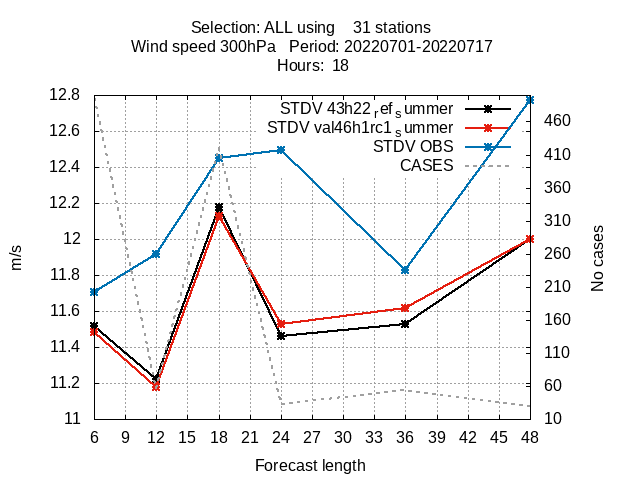 Selection: ALL using    31 stations
Wind speed 300hPa   Period: 20220701-20220717
Hours:  18
STDV 43h22ref summer
STDV val46h1rc1summer
STDV OBS
CASES
12.8
12.6
12.4
12.2
12
11.8
11.6
11.4
11.2
11
m/s
460
410
360
310
260
210
160
110
60
10
No cases
6 9 12 15 18 21 24 27 30 33 36 39 42 45 48
Forecast length